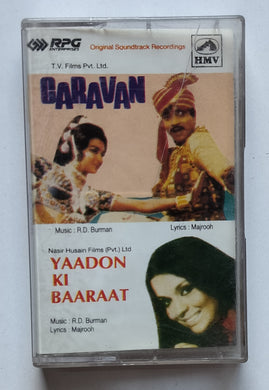 RPG
ENTERPRISES
Original Soundtrack Recordings
HMV
T.V. Films Pvt. Ltd.
CARAVAN
Music : R.D. Burman
Lyrics : Majrooh
Nasir Husain Films (Pvt.) Ltd
YAADON
KI
BAARAAT
Music : R.D. Burman
Lyrics : Majrooh